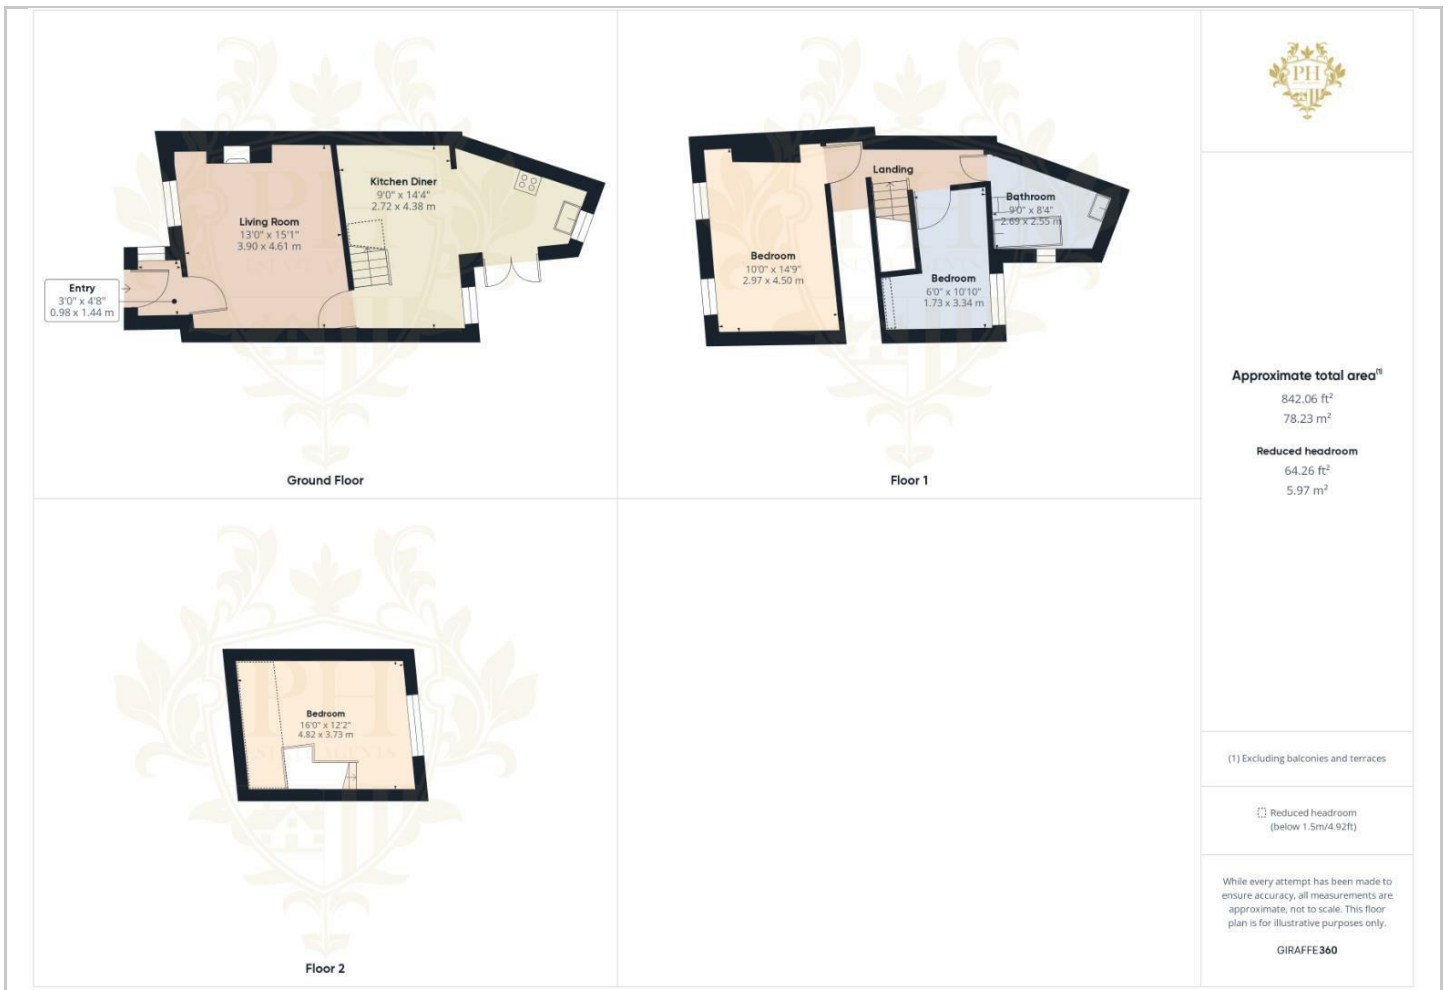 Kitchen Diner
9'0" x 14'4"
2.72 x 4.38 m
Living Room
13'0" x 15'1"
3.90 x 4.61 m
Entry
3'0" x 4'8"
0.98 x 1.44 m
Ground Floor
Landing
Bathroom
9'0" x 8'4"
2.69 x 2.55 m
Bedroom
10'0" x 14'9"
2.97 x 4.50 m
Bedroom
6'0" x 10'10"
1.73 x 3.34 m
Floor 1
Bedroom
16'0" x 12'2"
4.82 x 3.73 m
Floor 2
PH
Approximate total area(1)
842.06 ft²
78.23 m²
Reduced headroom
64.26 ft²
5.97 m²
(1) Excluding balconies and terraces
Reduced headroom
(below 1.5m/4.92ft)
While every attempt has been made to
ensure accuracy, all measurements are
approximate, not to scale. This floor
plan is for illustrative purposes only.
GIRAFFE360